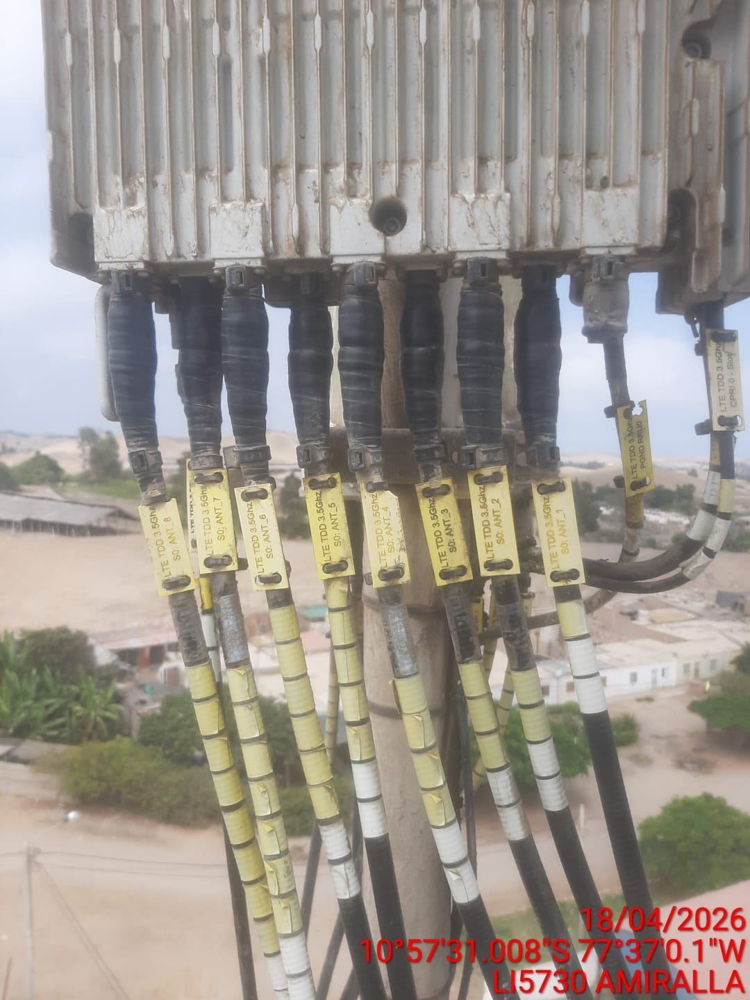 LTE TDD 3.5Ghz
CPRI 0 - Slot
LTE TDD 3.5Ghz
PGND RRU0
LTE TDD 3.5Ghz
S0: ANT_8
LTE TDD 3.5Ghz
S0: ANT_7
LTE TDD 3.5Ghz
S0: ANT_6
LTE TDD 3.5Ghz
S0: ANT_5
LTE TDD 3.5Ghz
S0: ANT_4
LTE TDD 3.5Ghz
S0: ANT_3
LTE TDD 3.5Ghz
S0: ANT_2
LTE TDD 3.5Ghz
S0: ANT_1
18/04/2026
10°57'31.008"S 77°37'0.1"W
LI5730 AMIRALLA